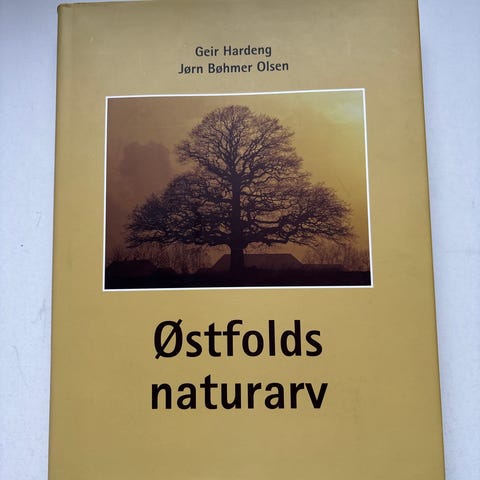 Geir Hardeng
Jørn Bøhmer Olsen
Østfolds
naturarv